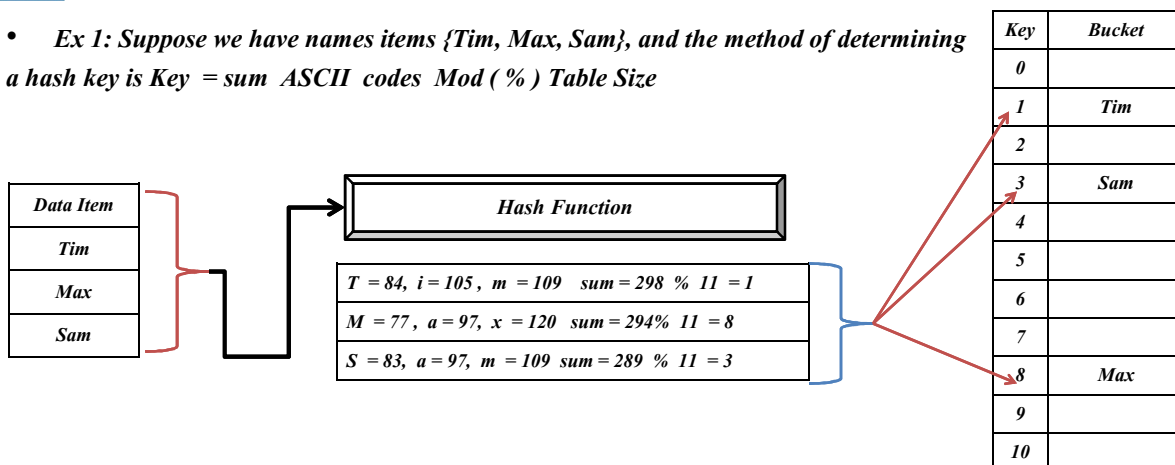 • Ex 1: Suppose we have names items {Tim, Max, Sam}, and the method of determining
a hash key is Key = sum ASCII codes Mod ( % ) Table Size
Data Item
Tim
Max
Sam
Hash Function
T = 84, i = 105 , m = 109 sum = 298 % 11 = 1
M = 77 , a = 97, x = 120 sum = 294% 11 = 8
S = 83, a = 97, m = 109 sum = 289 % 11 = 3
Key Bucket
0
1 Tim
2
3 Sam
4
5
6
7
8 Max
9
10